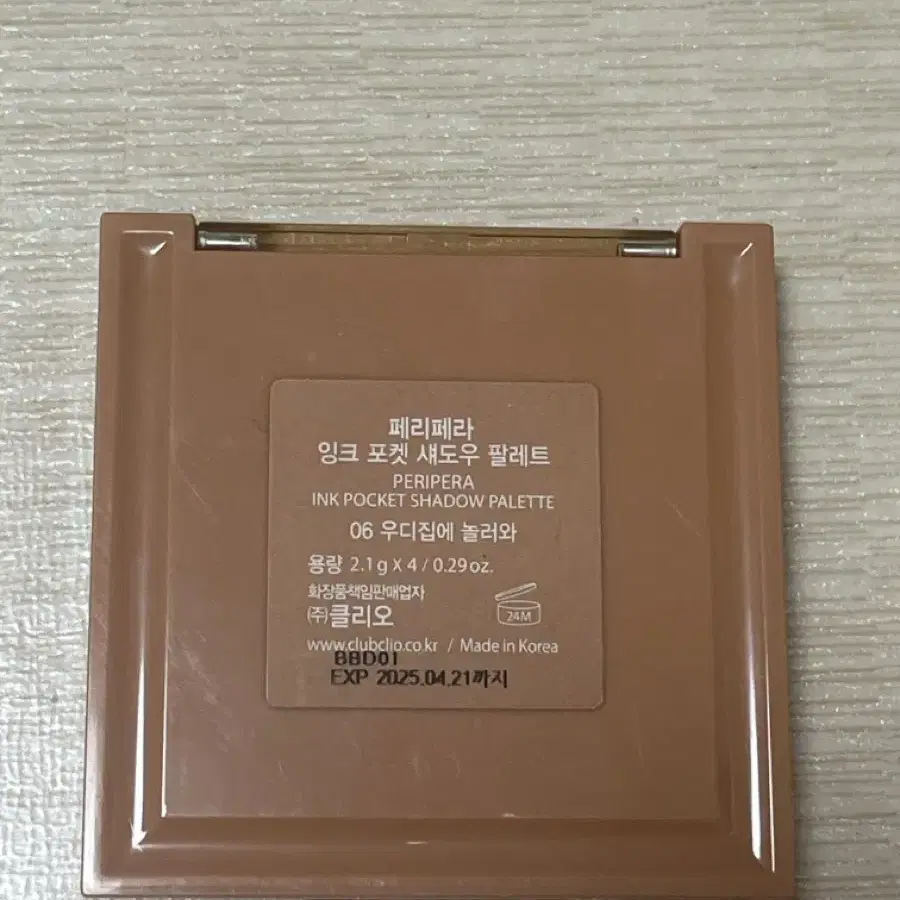 페리페라
잉크 포켓 섀도우 팔레트
PERIPERA
INK POCKET SHADOW PALETTE
06 우디집에 놀러와
용량 2.1 g X 4 / 0.29 oz.
화장품책임판매업자
(주)클리오
24M
www.clubclio.co.kr / Made in Korea
BBD01
EXP 2025.04.21까지